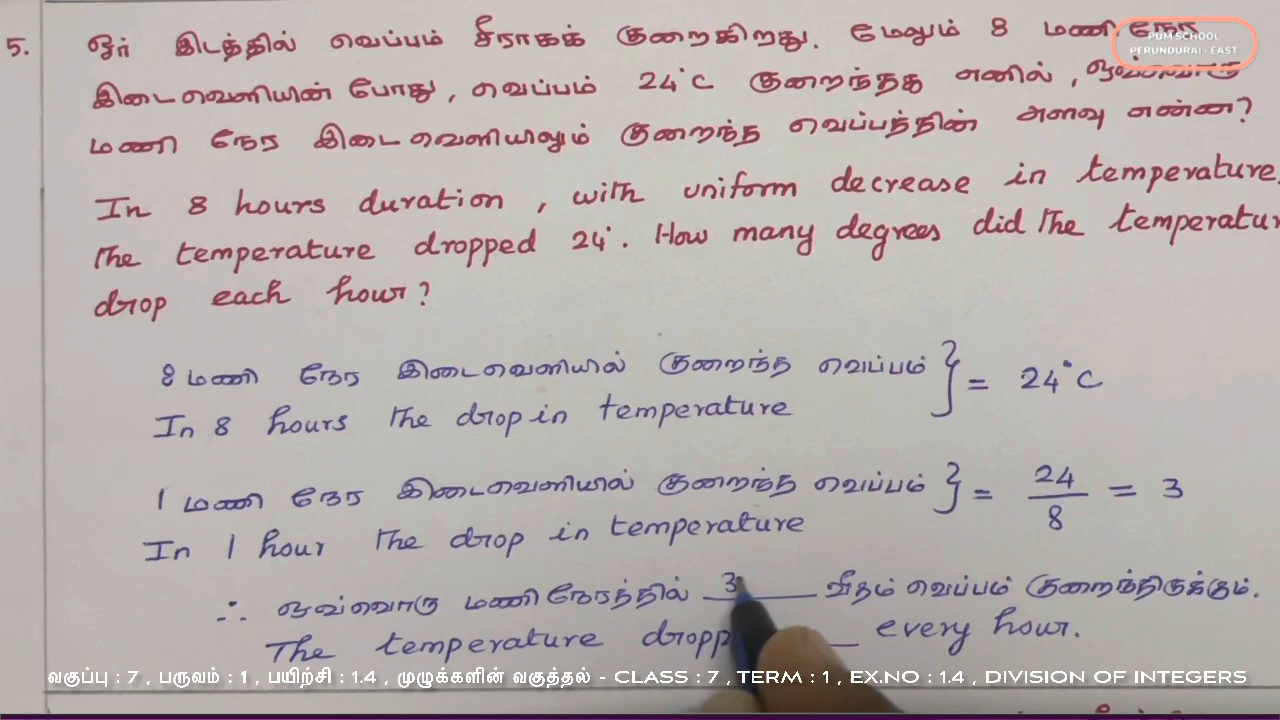 5. ஓர் இடத்தில் வெப்பம் சீராகக் குறைகிறது. மேலும் 8 மணி நேர
PUM SCHOOL
PERUNDURAI - EAST
இடைவெளியின் போது, வெப்பம் 24°C குறைந்தது எனில், ஒவ்வொரு
மணி நேர இடைவெளியிலும் குறைந்த வெப்பத்தின் அளவு என்ன?
In 8 hours duration, with uniform decrease in temperature,
The temperature dropped 24°. How many degrees did the
drop each hour?
8 மணி நேர இடைவெளியில் குறைந்த வெப்பம்
In 8 hours the drop in temperature } = 24°C
1 மணி நேர இடைவெளியில் குறைந்த வெப்பம்
In 1 hour the drop in temperature } = 24/8 = 3
∴ ஒவ்வொரு மணிநேரத்தில் 3 வீதம் வெப்பம் குறைந்திருக்கும்.
The temperature dropp __ every hour.
வகுப்பு : 7 , பருவம் : 1 , பயிற்சி : 1.4 , முழுக்களின் வகுத்தல் - CLASS : 7 , TERM : 1 , EX.NO : 1.4 , DIVISION OF INTEGERS